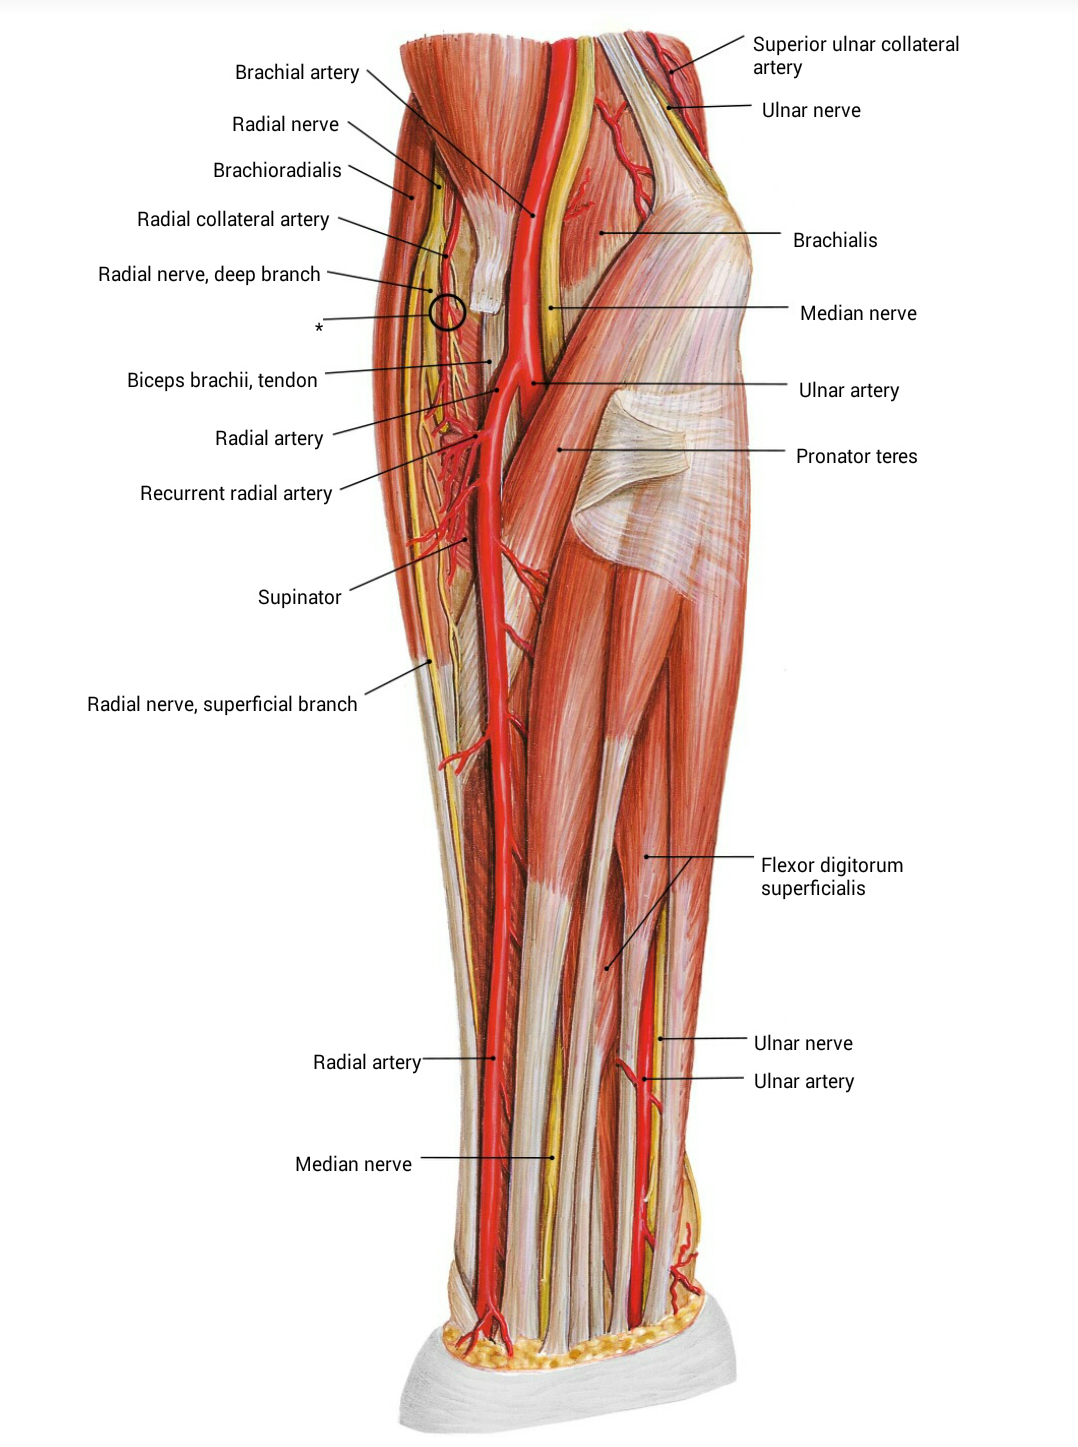 Brachial artery
Radial nerve
Brachioradialis
Radial collateral artery
Radial nerve, deep branch
*
Biceps brachii, tendon
Radial artery
Recurrent radial artery
Supinator
Radial nerve, superficial branch
Radial artery
Median nerve
Superior ulnar collateral
artery
Ulnar nerve
Brachialis
Median nerve
Ulnar artery
Pronator teres
Flexor digitorum
superficialis
Ulnar nerve
Ulnar artery